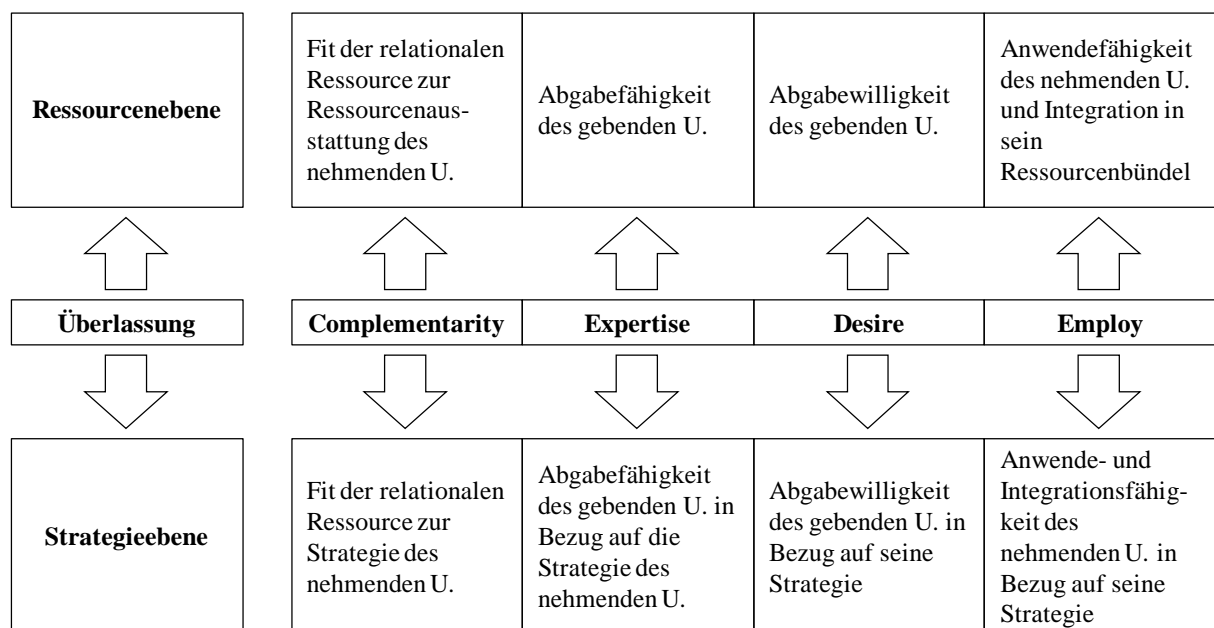 Ressourcenebene
Fit der relationalen
Ressource zur
Ressourcenaus-
stattung des
nehmenden U.
Abgabefähigkeit
des gebenden U.
Abgabewilligkeit
des gebenden U.
Anwendefähigkeit
des nehmenden U.
und Integration in
sein
Ressourcenbündel
Überlassung
Complementarity
Expertise
Desire
Employ
Strategieebene
Fit der relationalen
Ressource zur
Strategie des
nehmenden U.
Abgabefähigkeit
des gebenden U. in
Bezug auf die
Strategie des
nehmenden U.
Abgabewilligkeit
des gebenden U. in
Bezug auf seine
Strategie
Anwende- und
Integrationsfähig-
keit des
nehmenden U. in
Bezug auf seine
Strategie